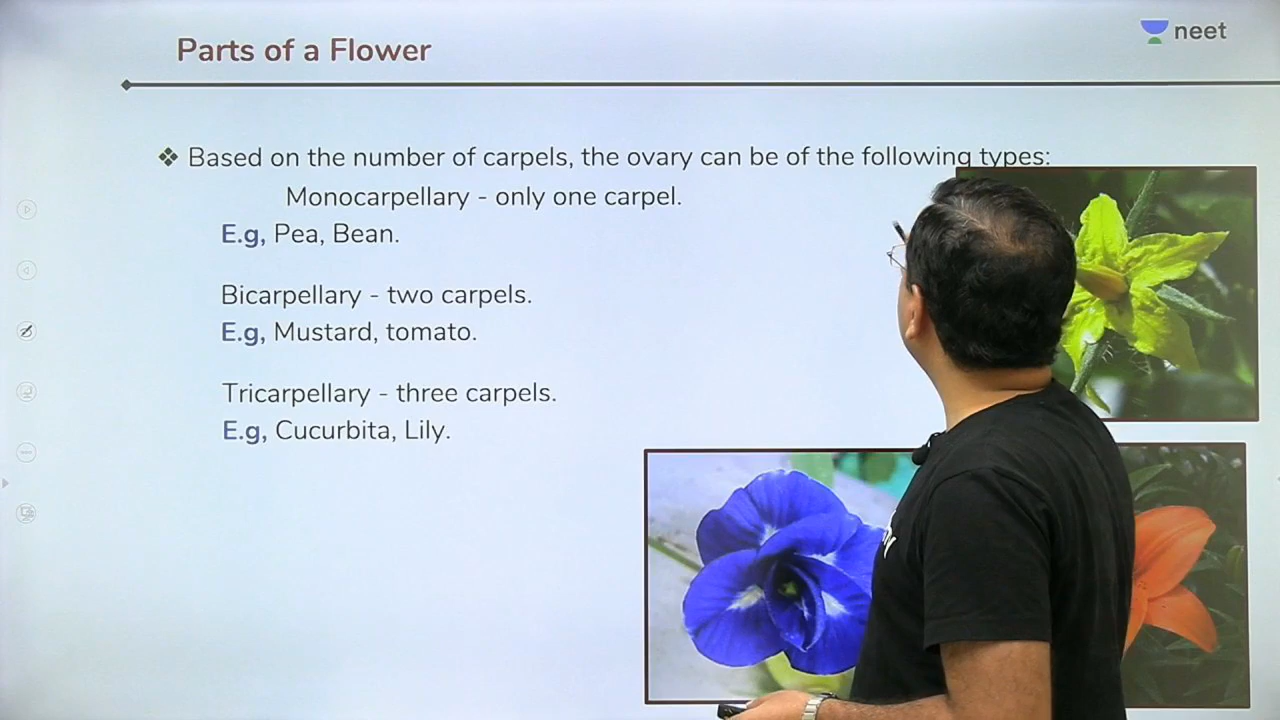 Parts of a Flower
neet
❖ Based on the number of carpels, the ovary can be of the following types:
Monocarpellary - only one carpel.
E.g, Pea, Bean.
Bicarpellary - two carpels.
E.g, Mustard, tomato.
Tricarpellary - three carpels.
E.g, Cucurbita, Lily.